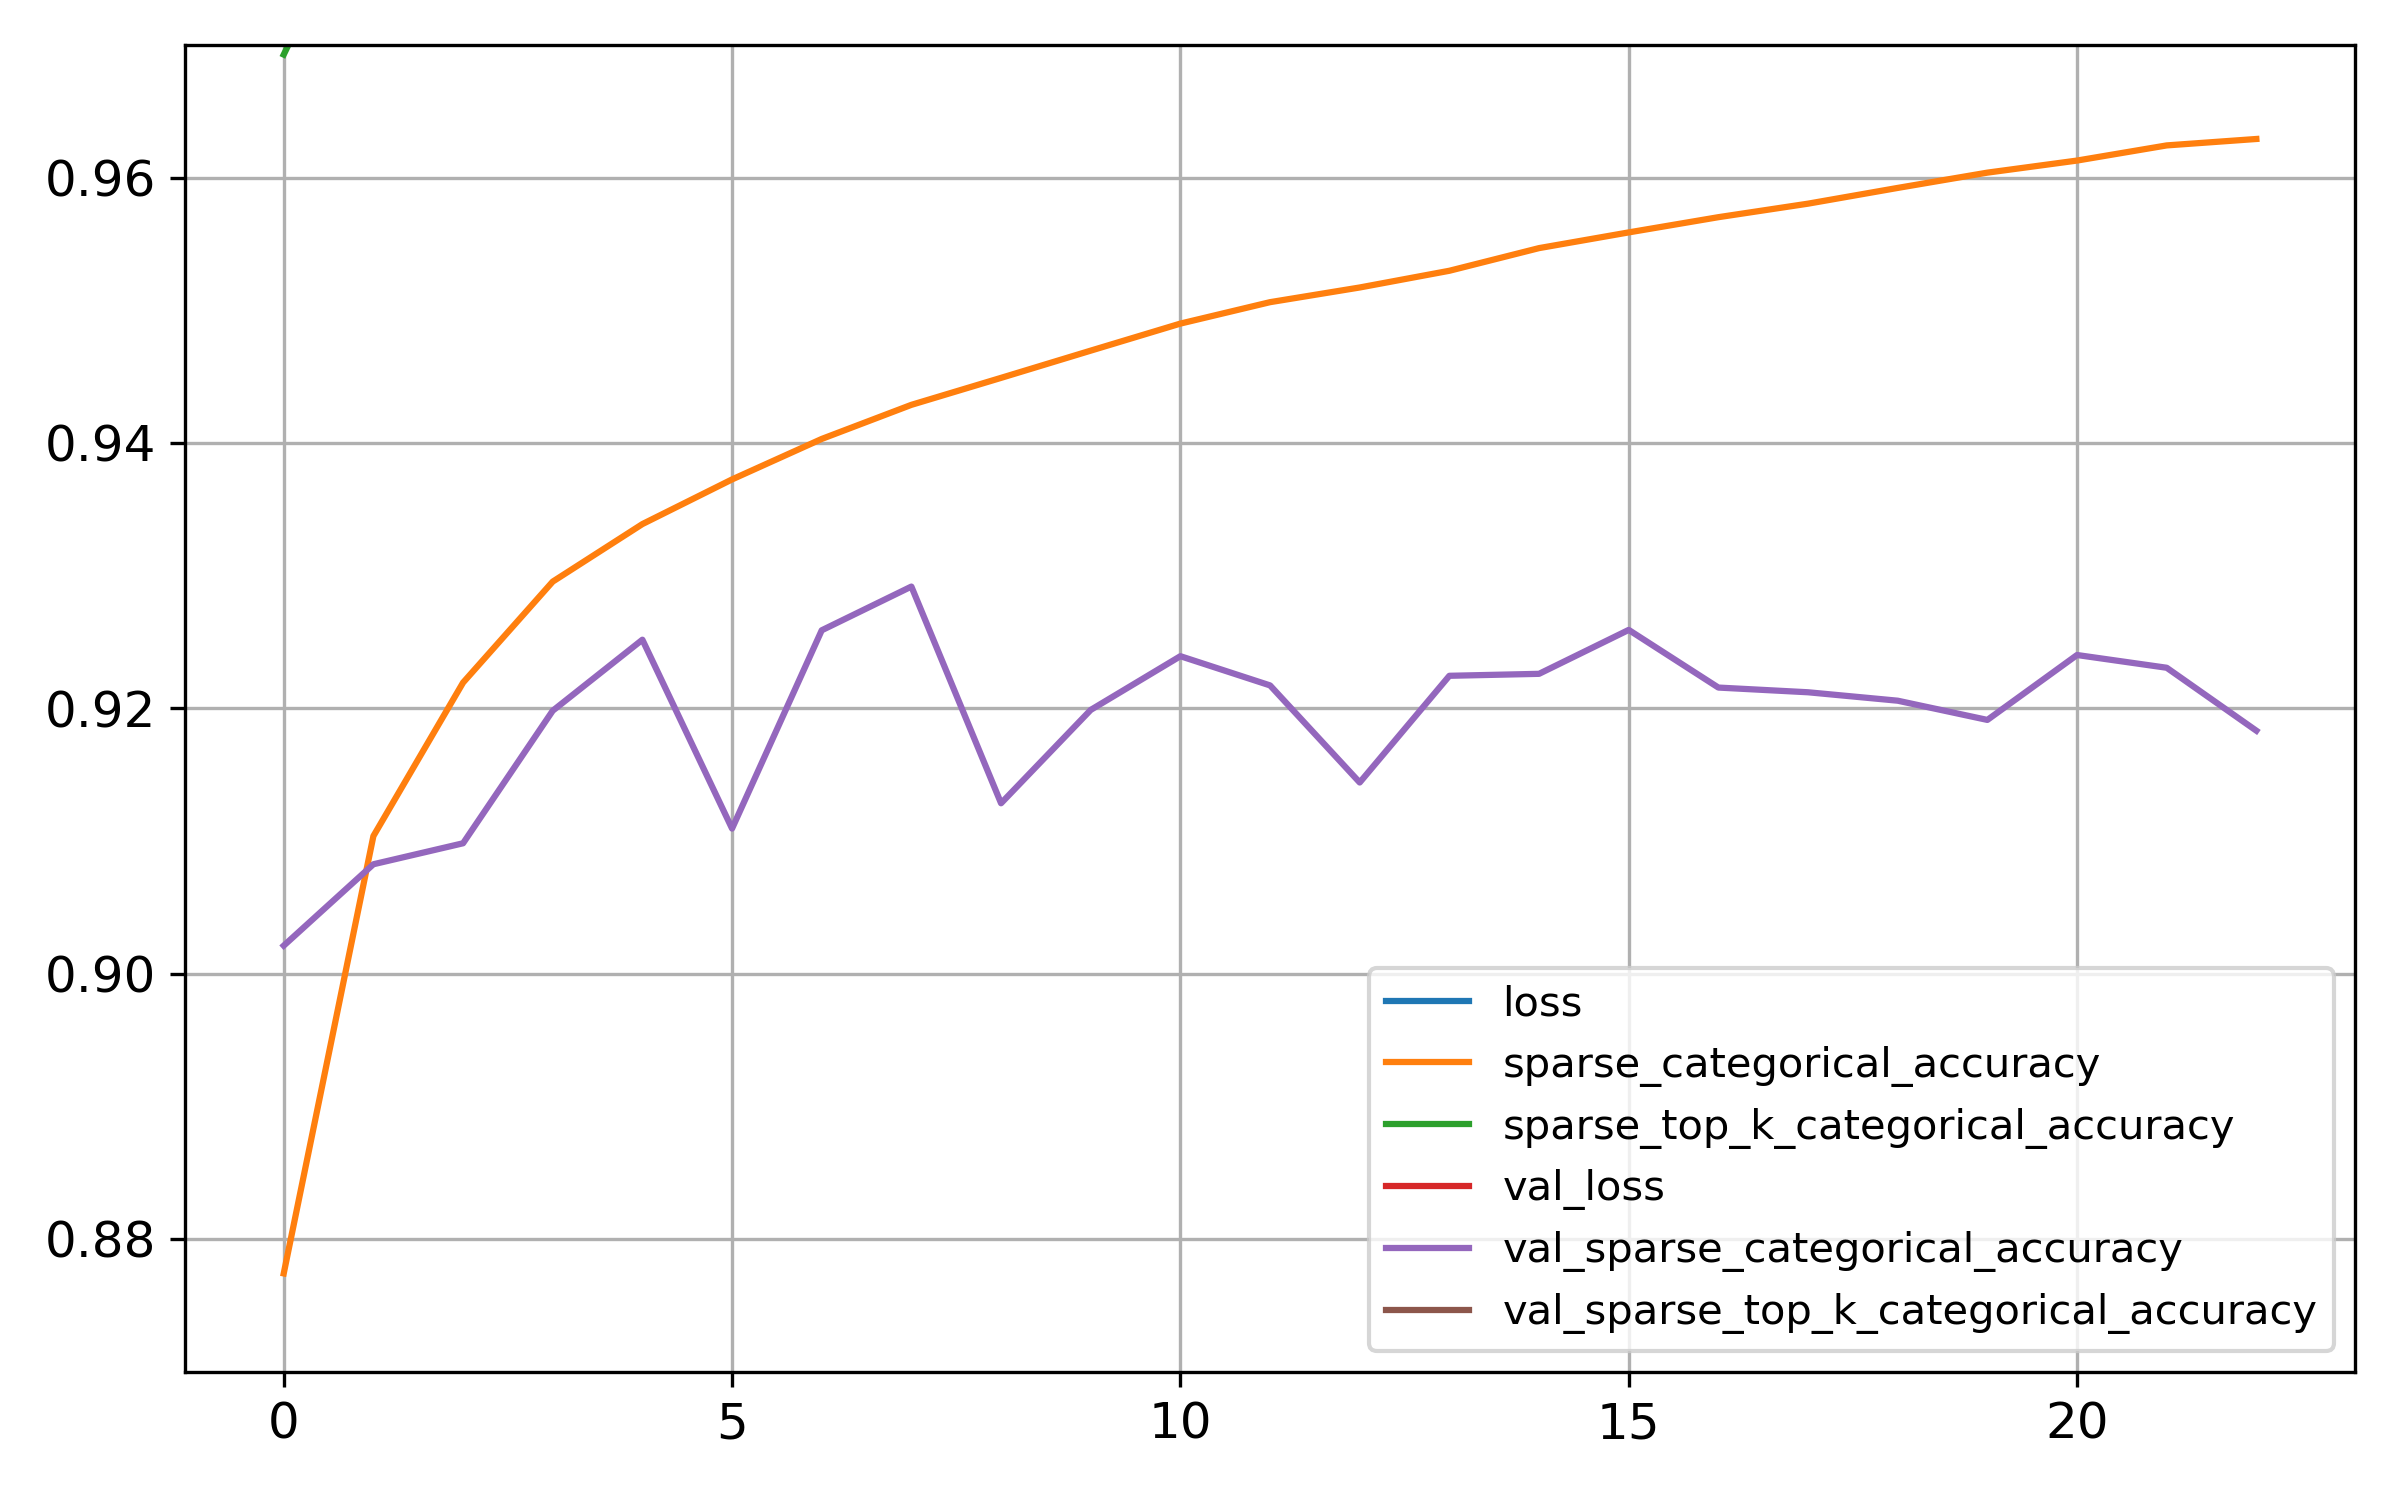 0.96
0.94
0.92
0.90
0.88
0 5 10 15 20
loss
sparse_categorical_accuracy
sparse_top_k_categorical_accuracy
val_loss
val_sparse_categorical_accuracy
val_sparse_top_k_categorical_accuracy